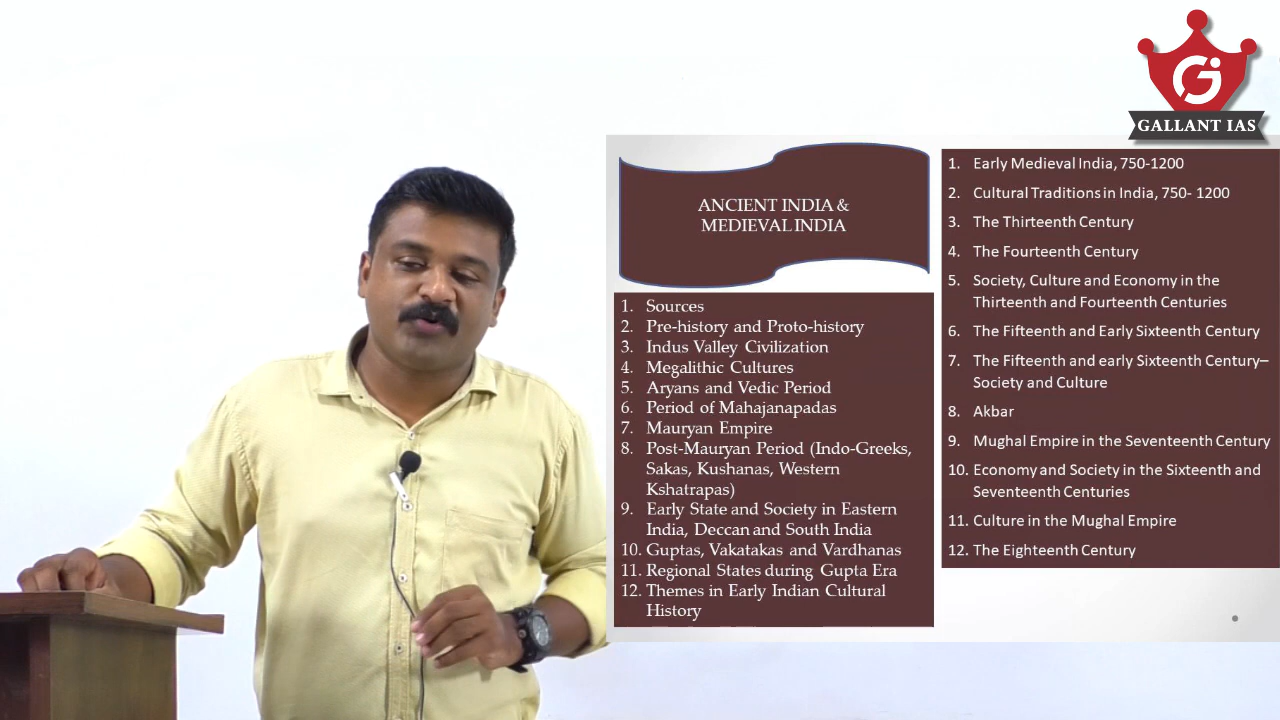 GALLANT IAS
ANCIENT INDIA &
MEDIEVAL INDIA
1. Sources
2. Pre-history and Proto-history
3. Indus Valley Civilization
4. Megalithic Cultures
5. Aryans and Vedic Period
6. Period of Mahajanapadas
7. Mauryan Empire
8. Post-Mauryan Period (Indo-Greeks,
Sakas, Kushanas, Western
Kshatrapas)
9. Early State and Society in Eastern
India, Deccan and South India
10. Guptas, Vakatakas and Vardhanas
11. Regional States during Gupta Era
12. Themes in Early Indian Cultural
History
1. Early Medieval India, 750-1200
2. Cultural Traditions in India, 750- 1200
3. The Thirteenth Century
4. The Fourteenth Century
5. Society, Culture and Economy in the
Thirteenth and Fourteenth Centuries
6. The Fifteenth and Early Sixteenth Century
7. The Fifteenth and early Sixteenth Century–
Society and Culture
8. Akbar
9. Mughal Empire in the Seventeenth Century
10. Economy and Society in the Sixteenth and
Seventeenth Centuries
11. Culture in the Mughal Empire
12. The Eighteenth Century